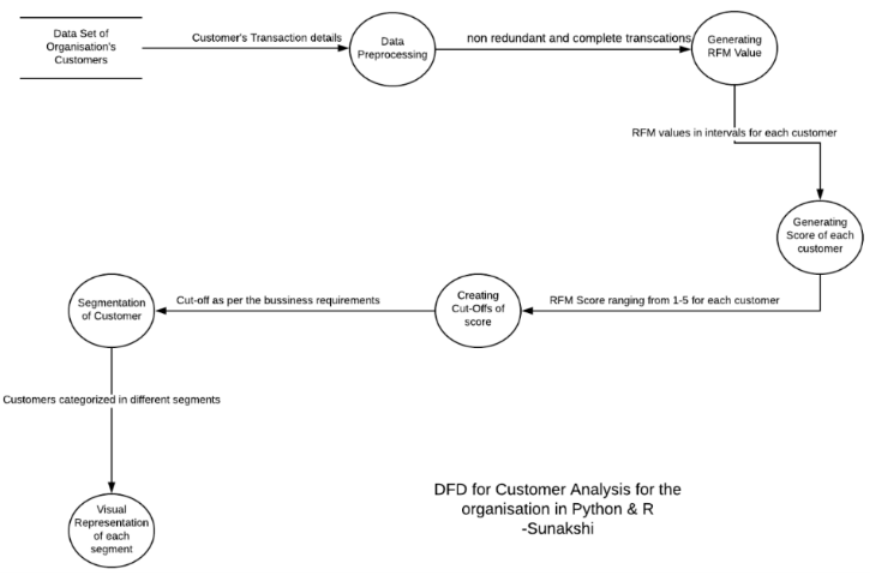 Data Set of
Organisation's
Customers
Customer's Transaction details
Data
Preprocessing
non redundant and complete transcations
Generating
RFM Value
RFM values in intervals for each customer
Generating
Score of each
customer
RFM Score ranging from 1-5 for each customer
Creating
Cut-Offs of
score
Cut-off as per the bussiness requirements
Segmentation
of Customer
Customers categorized in different segments
Visual
Representation
of each
segment
DFD for Customer Analysis for the
organisation in Python & R
-Sunakshi